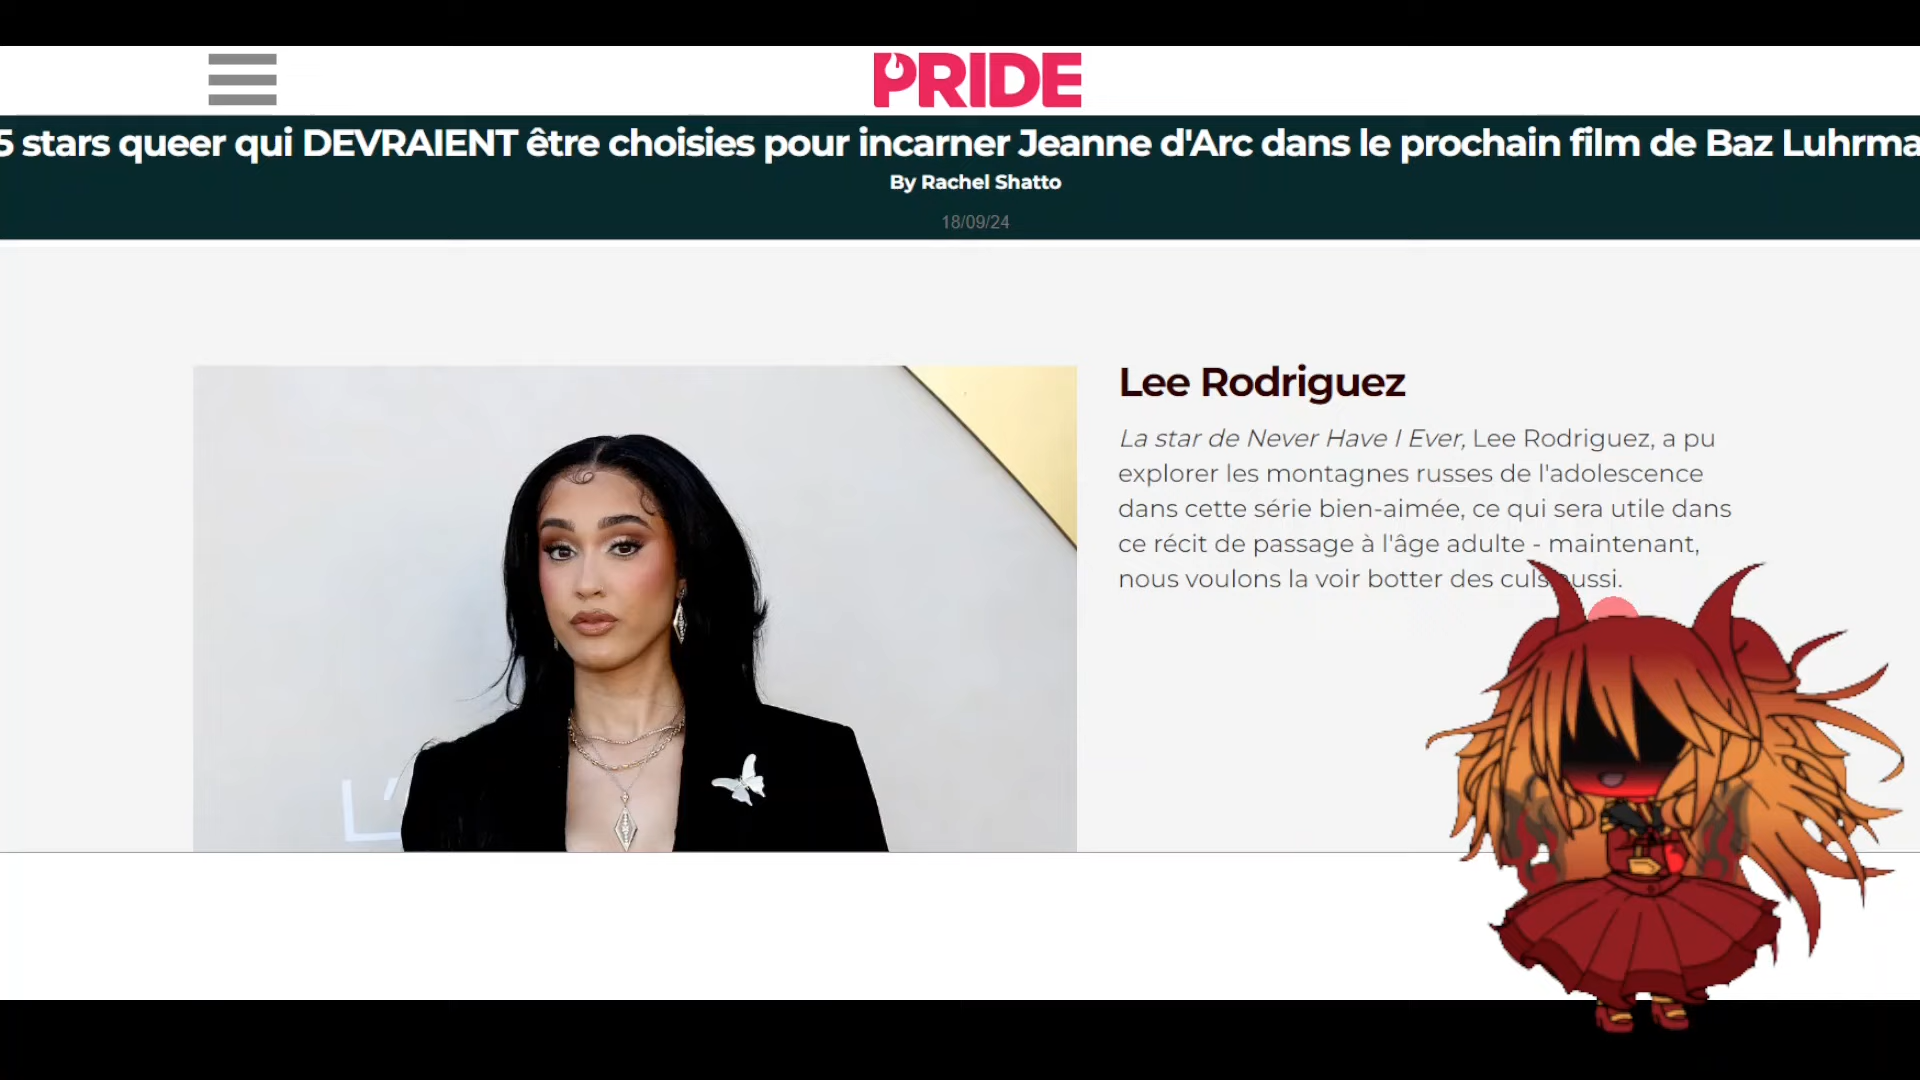 PRIDE
5 stars queer qui DEVRAIENT être choisies pour incarner Jeanne d'Arc dans le prochain film de Baz Luhrma
By Rachel Shatto
18/09/24
Lee Rodriguez
La star de Never Have I Ever, Lee Rodriguez, a pu
explorer les montagnes russes de l'adolescence
dans cette série bien-aimée, ce qui sera utile dans
ce récit de passage à l'âge adulte - maintenant,
nous voulons la voir botter des culs aussi.